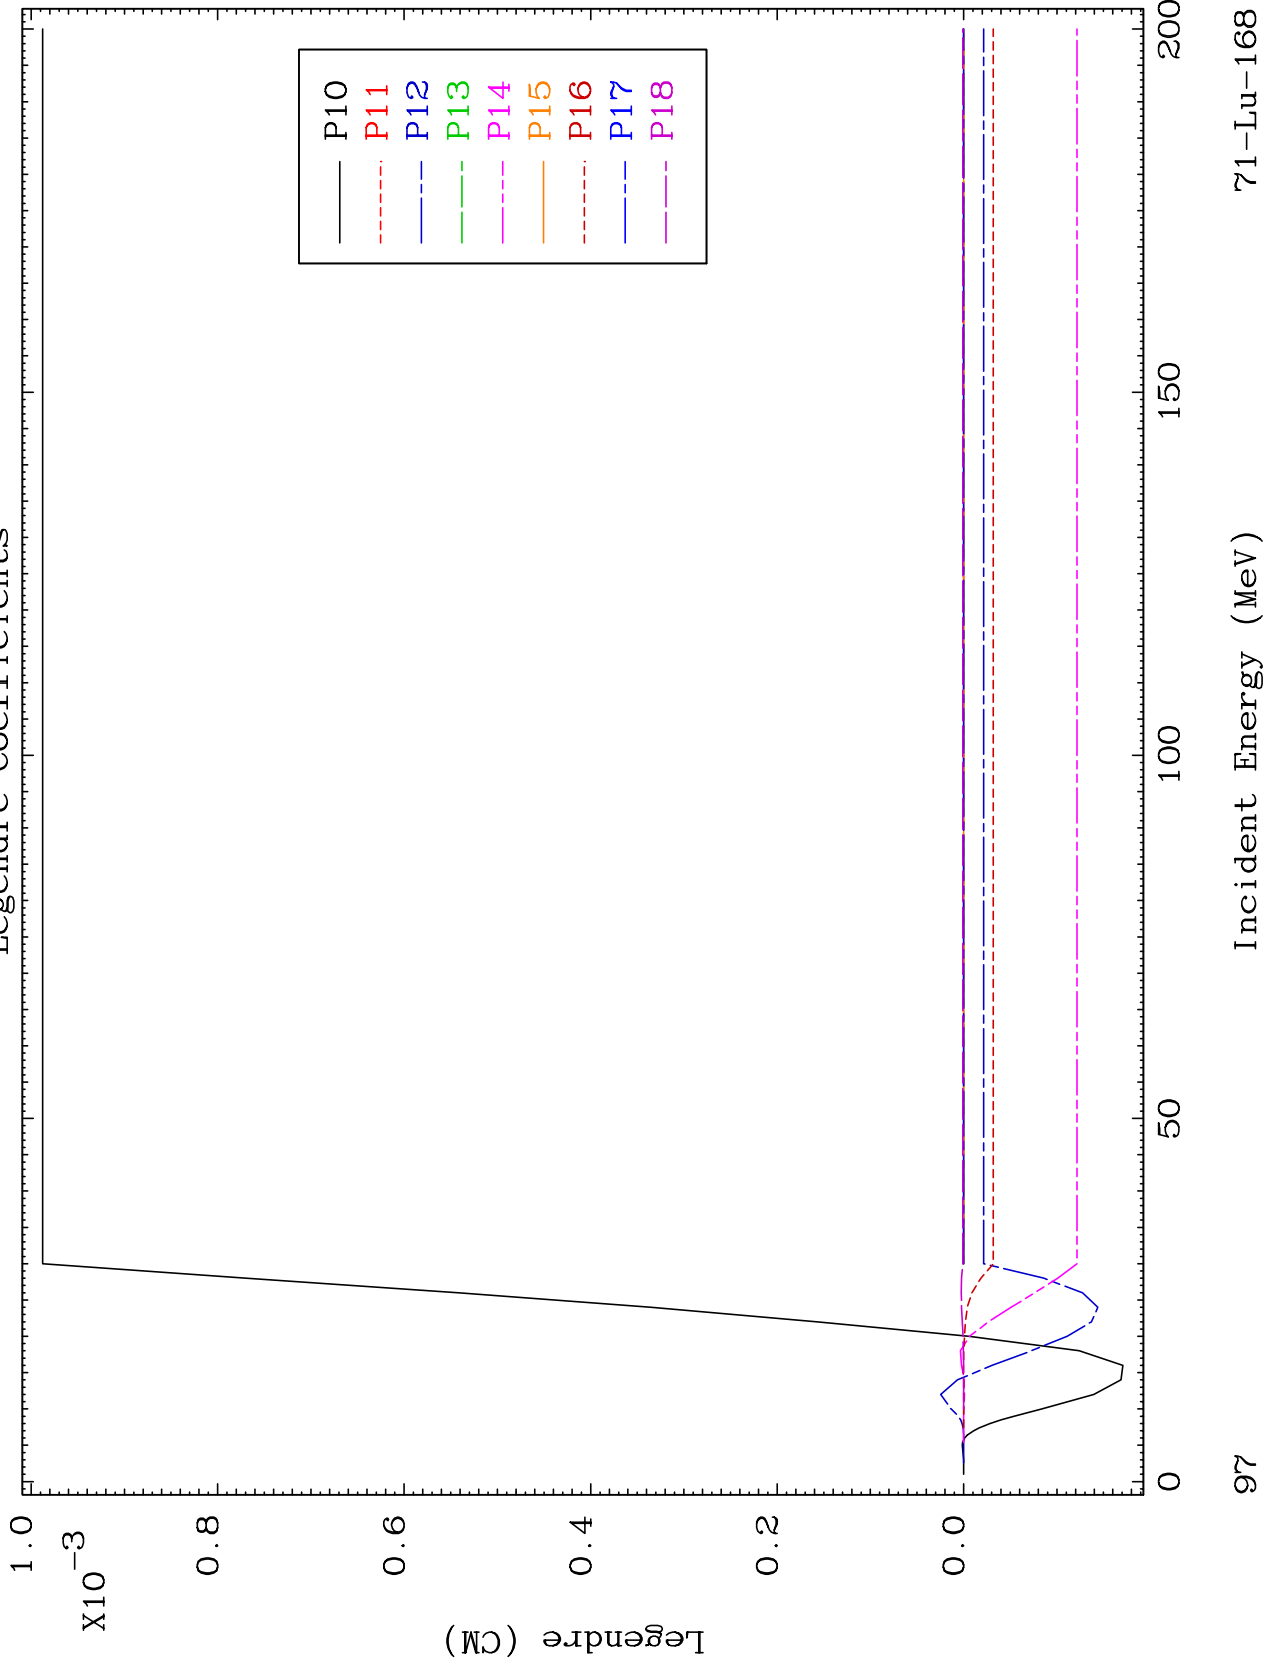 Legendre Coefficients
1.0
X10-3
0.8
0.6
0.4
0.2
0.0
Legendre (CM)
P10
P11
P12
P13
P14
P15
P16
P17
P18
0
50
100
150
200
Incident Energy (MeV)
97
71-Lu-168